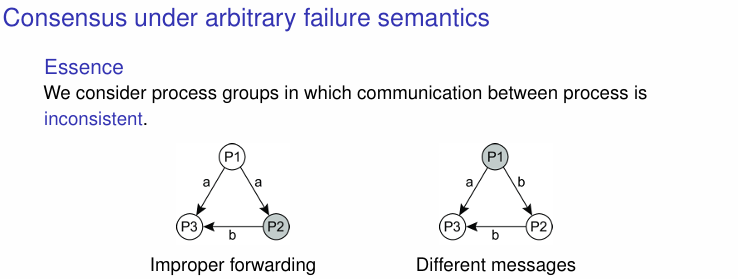 Consensus under arbitrary failure semantics
Essence
We consider process groups in which communication between process is
inconsistent.
P1
a a
P3 b P2
Improper forwarding
P1
a b
P3 b P2
Different messages